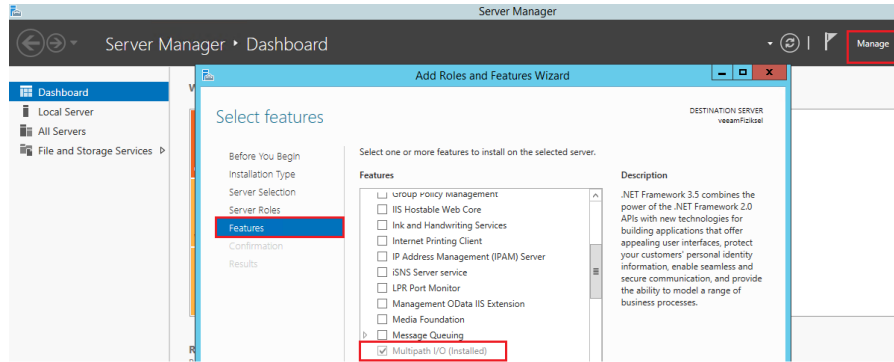 Server Manager
Server Manager • Dashboard
Manage
Dashboard
Local Server
All Servers
File and Storage Services
Add Roles and Features Wizard
Select features
DESTINATION SERVER
veeamFiziksel
Before You Begin
Installation Type
Server Selection
Server Roles
Features
Confirmation
Results
Select one or more features to install on the selected server.
Features
Group Policy Management
IIS Hostable Web Core
Ink and Handwriting Services
Internet Printing Client
IP Address Management (IPAM) Server
iSNS Server service
LPR Port Monitor
Management OData IIS Extension
Media Foundation
Message Queuing
Multipath I/O (Installed)
Description
.NET Framework 3.5 combines the
power of the .NET Framework 2.0
APIs with new technologies for
building applications that offer
appealing user interfaces, protect
your customers' personal identity
information, enable seamless and
secure communication, and provide
the ability to model a range of
business processes.